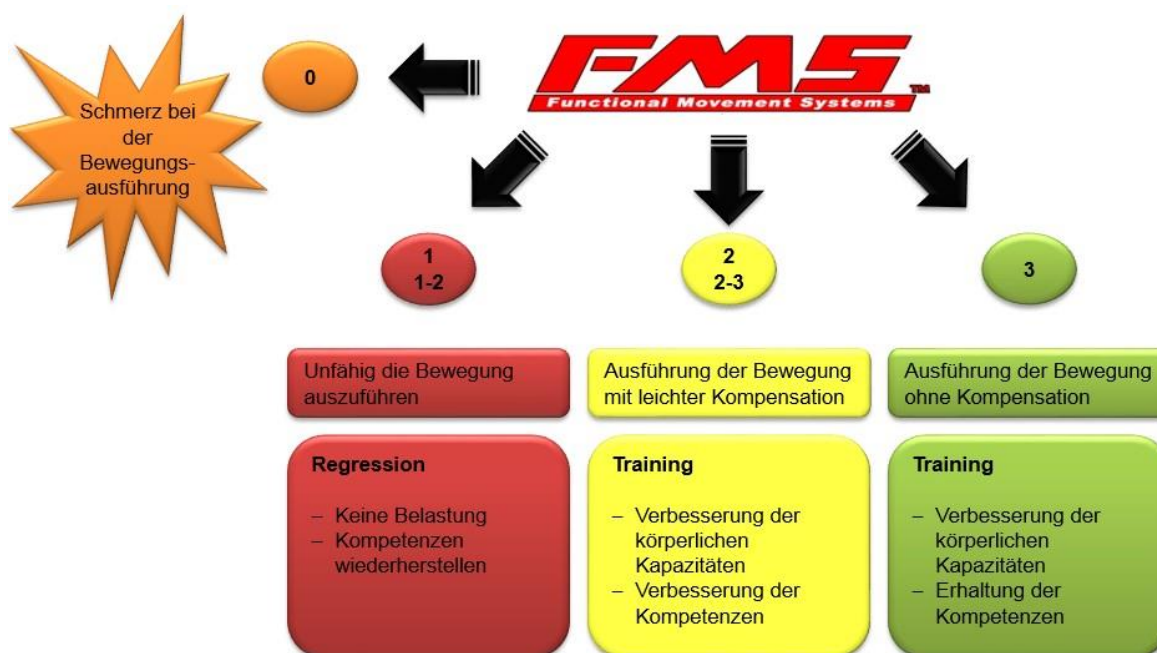 FMS
TM
Functional Movement Systems
0
Schmerz bei
der
Bewegungs-
ausführung
1
1-2
2
2-3
3
Unfähig die Bewegung
auszuführen
Ausführung der Bewegung
mit leichter Kompensation
Ausführung der Bewegung
ohne Kompensation
Regression
– Keine Belastung
– Kompetenzen
wiederherstellen
Training
– Verbesserung der
körperlichen
Kapazitäten
– Verbesserung der
Kompetenzen
Training
– Verbesserung der
körperlichen
Kapazitäten
– Erhaltung der
Kompetenzen